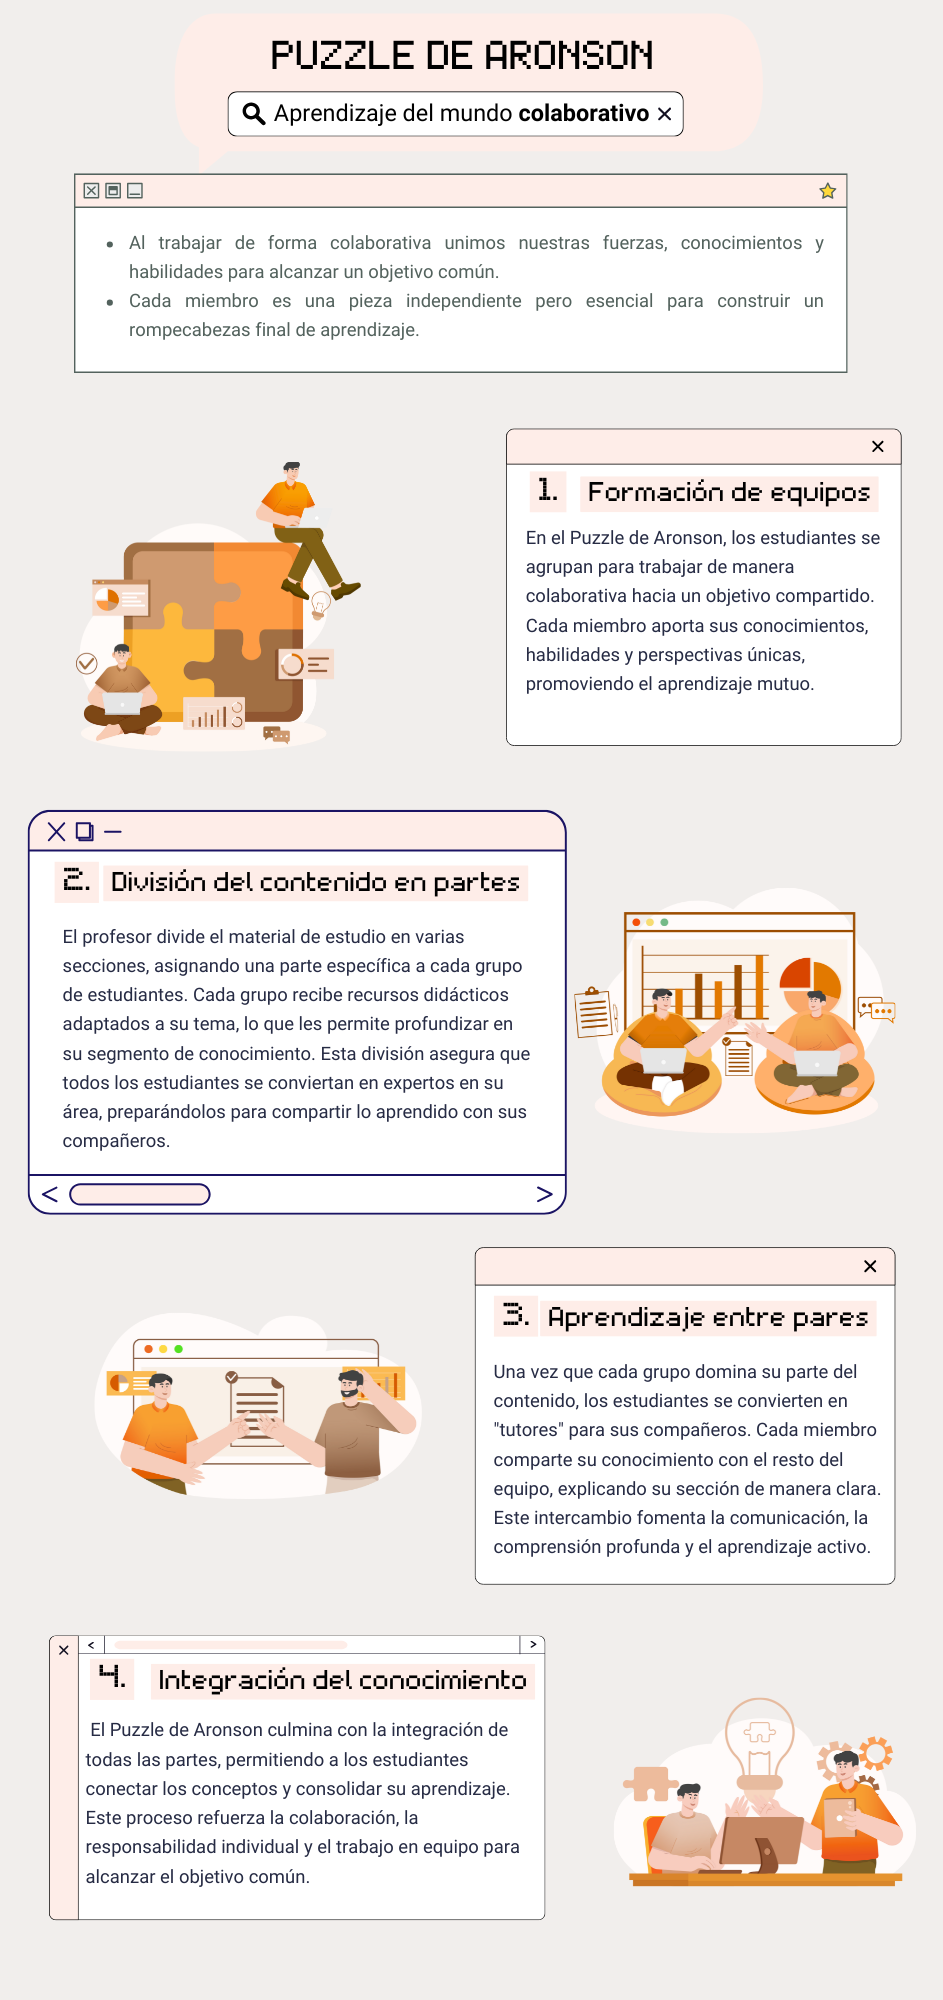 PUZZLE DE ARONSON
Aprendizaje del mundo colaborativo
Al trabajar de forma colaborativa unimos nuestras fuerzas, conocimientos y
habilidades para alcanzar un objetivo común.
Cada miembro es una pieza independiente pero esencial para construir un
rompecabezas final de aprendizaje.
1. Formación de equipos
En el Puzzle de Aronson, los estudiantes se
agrupan para trabajar de manera
colaborativa hacia un objetivo compartido.
Cada miembro aporta sus conocimientos,
habilidades y perspectivas únicas,
promoviendo el aprendizaje mutuo.
2. División del contenido en partes
El profesor divide el material de estudio en varias
secciones, asignando una parte específica a cada grupo
de estudiantes. Cada grupo recibe recursos didácticos
adaptados a su tema, lo que les permite profundizar en
su segmento de conocimiento. Esta división asegura que
todos los estudiantes se conviertan en expertos en su
área, preparándolos para compartir lo aprendido con sus
compañeros.
3. Aprendizaje entre pares
Una vez que cada grupo domina su parte del
contenido, los estudiantes se convierten en
"tutores" para sus compañeros. Cada miembro
comparte su conocimiento con el resto del
equipo, explicando su sección de manera clara.
Este intercambio fomenta la comunicación, la
comprensión profunda y el aprendizaje activo.
4. Integración del conocimiento
El Puzzle de Aronson culmina con la integración de
todas las partes, permitiendo a los estudiantes
conectar los conceptos y consolidar su aprendizaje.
Este proceso refuerza la colaboración, la
responsabilidad individual y el trabajo en equipo para
alcanzar el objetivo común.